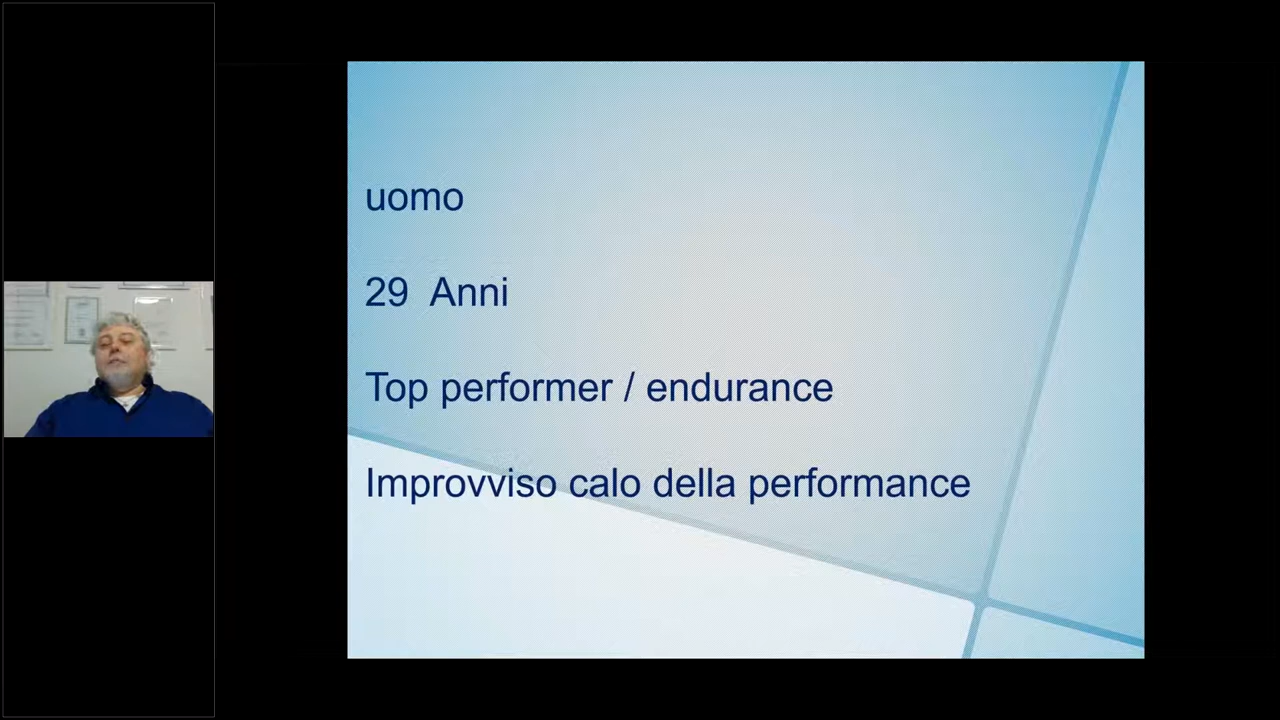 uomo
29 Anni
Top performer / endurance
Improvviso calo della performance